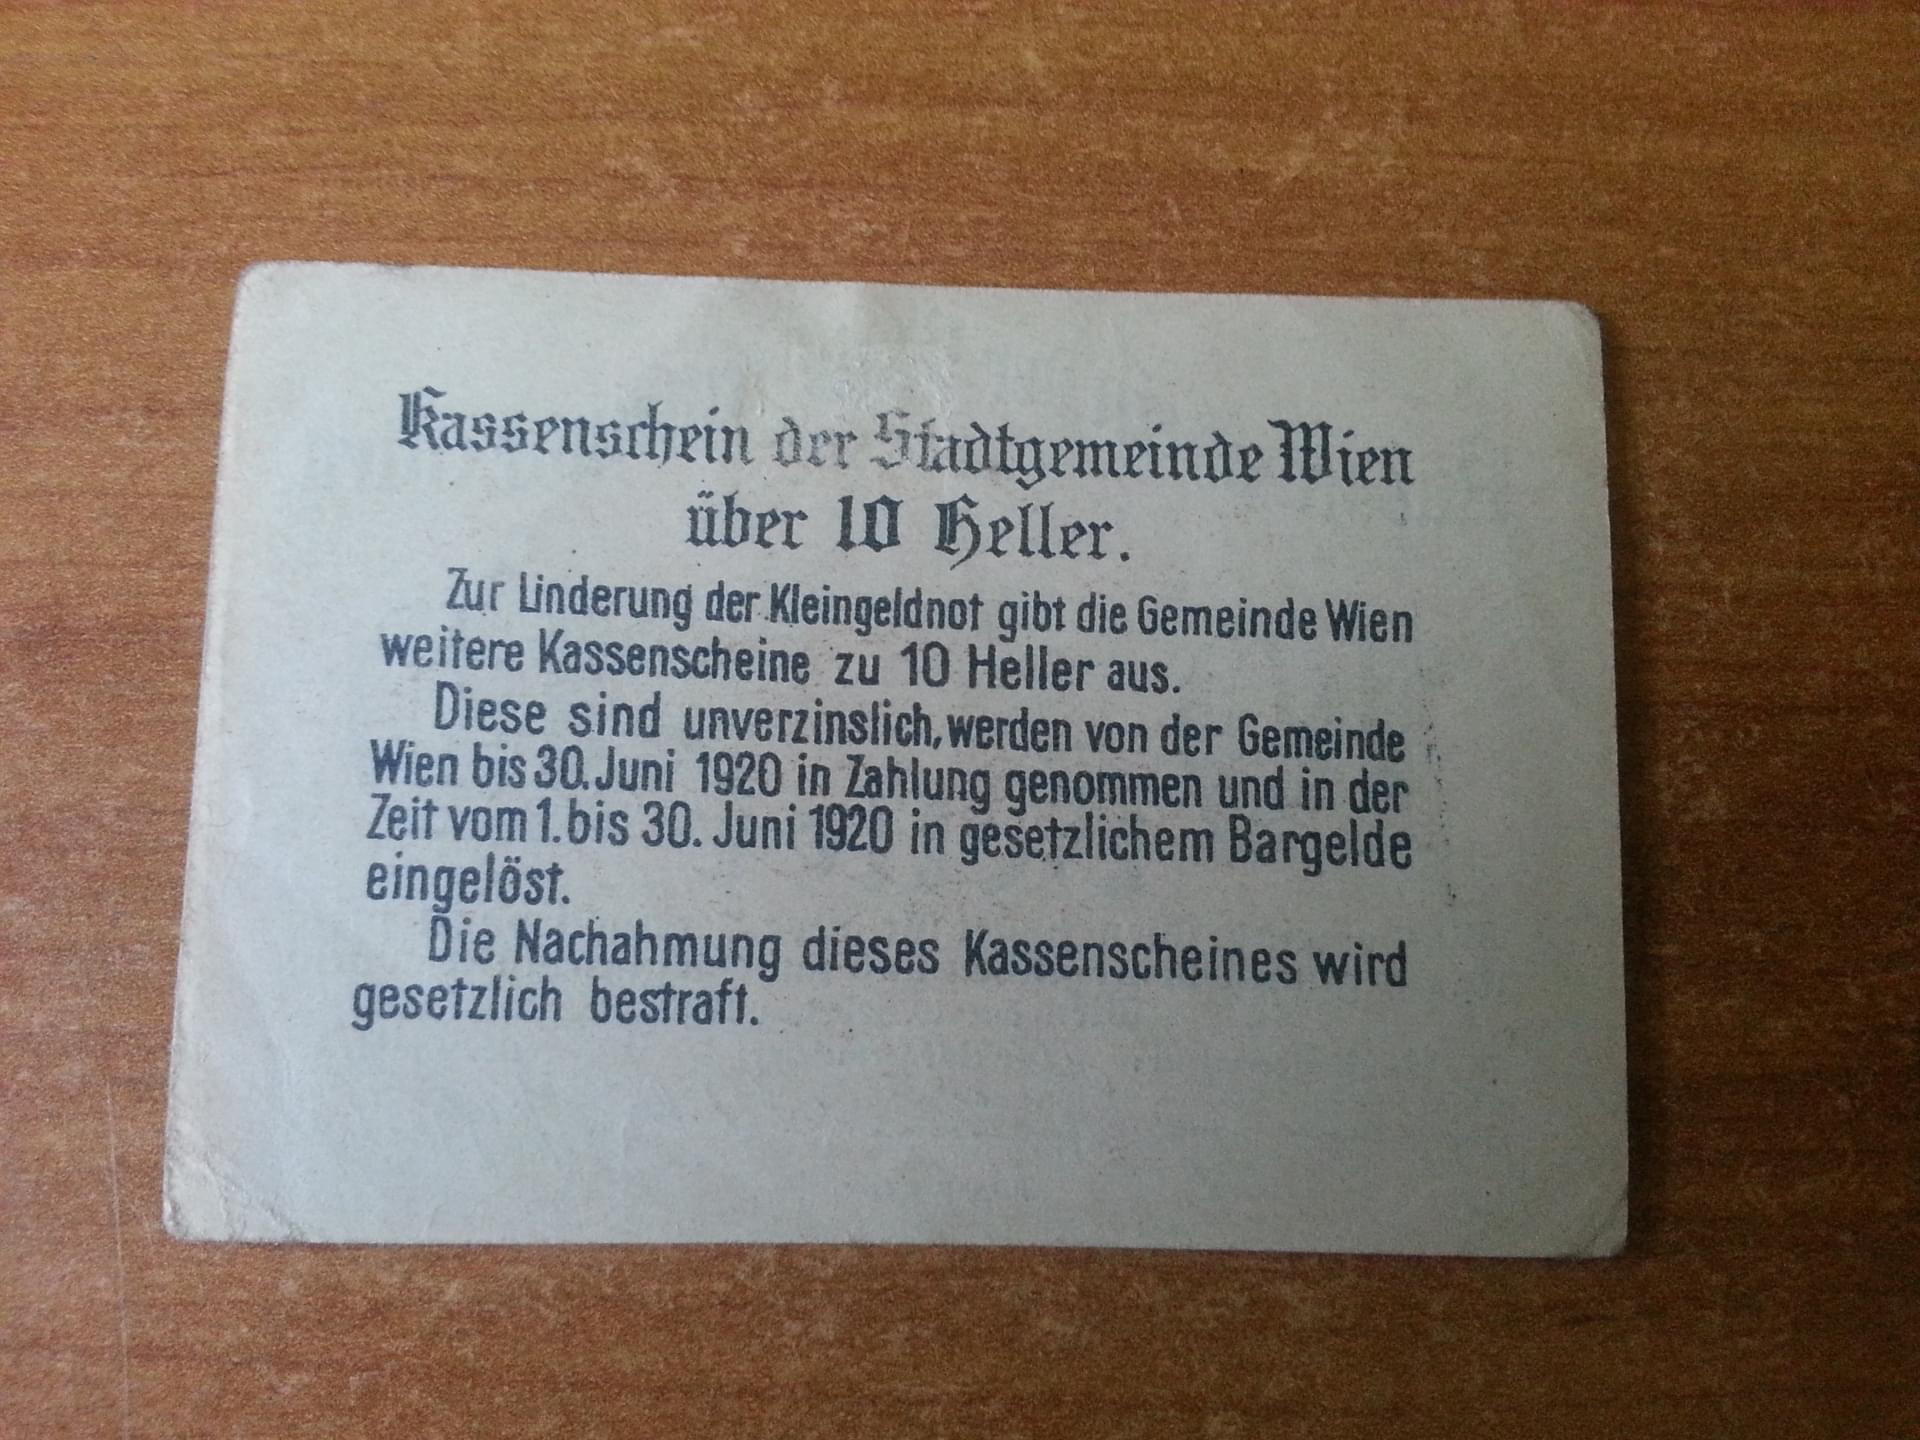 Kassenschein der Stadtgemeinde Wien
über 10 Heller.
Zur Linderung der Kleingeldnot gibt die Gemeinde Wien
weitere Kassenscheine zu 10 Heller aus.
Diese sind unverzinslich, werden von der Gemeinde
Wien bis 30. Juni 1920 in Zahlung genommen und in der
Zeit vom 1. bis 30. Juni 1920 in gesetzlichem Bargelde
eingelöst.
Die Nachahmung dieses Kassenscheines wird
gesetzlich bestraft.